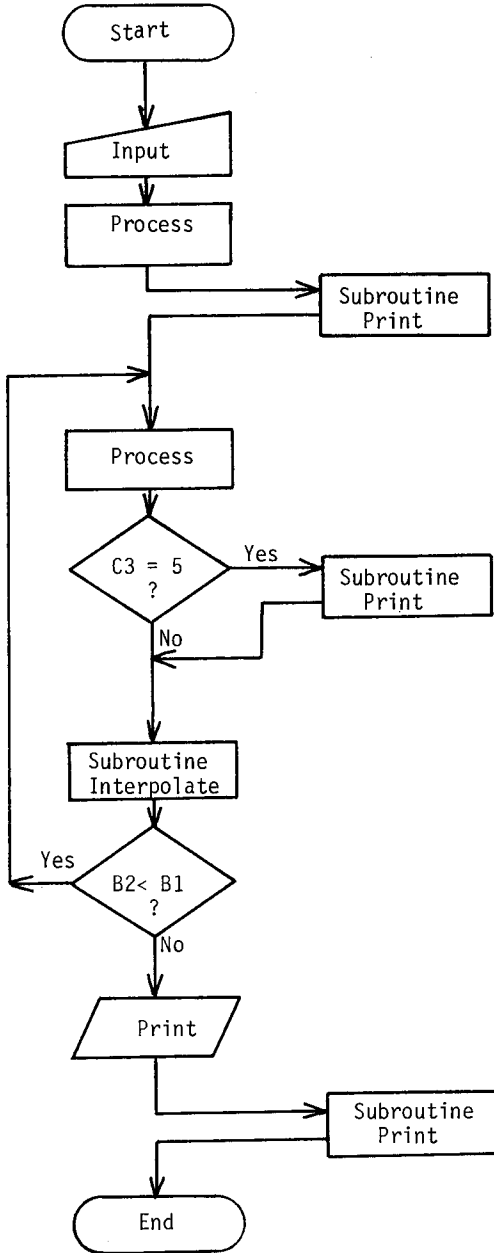 Start
Input
Process
Subroutine
Print
Process
C3 = 5
?
Yes
Subroutine
Print
No
Subroutine
Interpolate
Yes
B2< B1
?
No
Print
Subroutine
Print
End